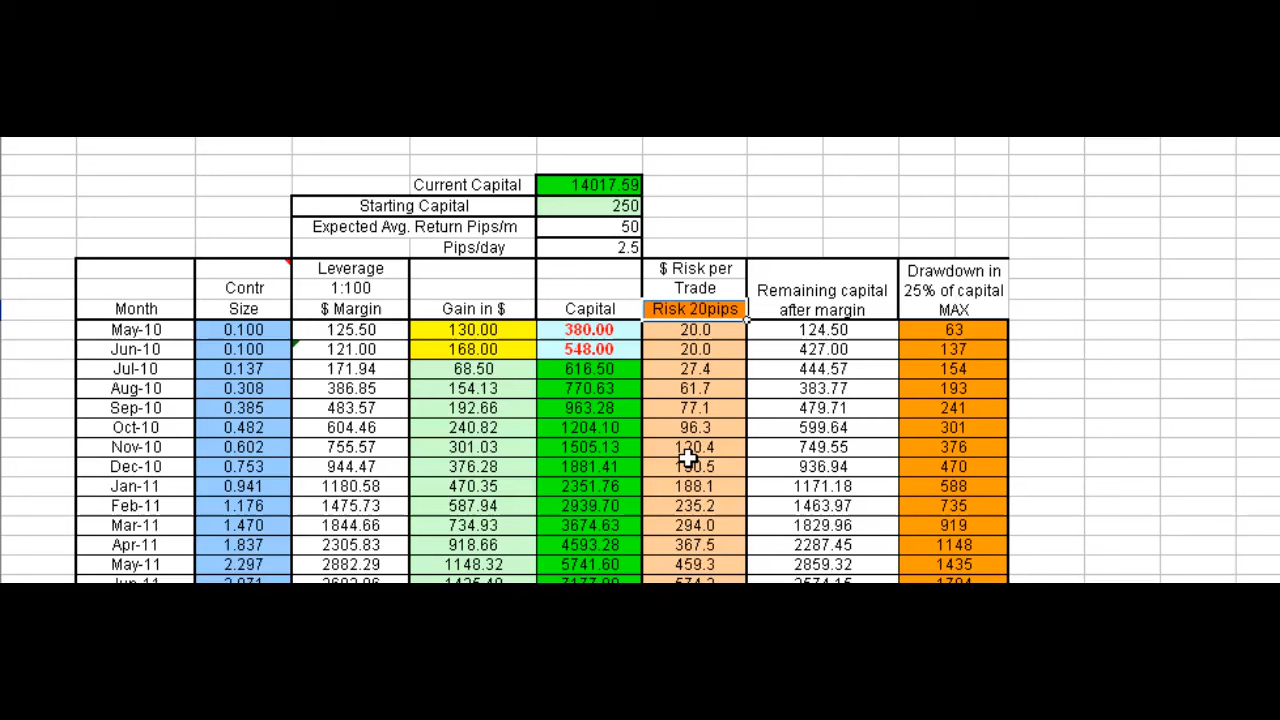 Current Capital 14017.59
Starting Capital 250
Expected Avg. Return Pips/m 50
Pips/day 2.5
Month Contr Size Leverage 1:100 $ Margin Gain in $ Capital $ Risk per Trade Risk 20pips Remaining capital after margin Drawdown in 25% of capital MAX
May-10 0.100 125.50 130.00 380.00 20.0 124.50 63
Jun-10 0.100 121.00 168.00 548.00 20.0 427.00 137
Jul-10 0.137 171.94 68.50 616.50 27.4 444.57 154
Aug-10 0.308 386.85 154.13 770.63 61.7 383.77 193
Sep-10 0.385 483.57 192.66 963.28 77.1 479.71 241
Oct-10 0.482 604.46 240.82 1204.10 96.3 599.64 301
Nov-10 0.602 755.57 301.03 1505.13 749.55 376
Dec-10 0.753 944.47 376.28 1881.41 936.94 470
Jan-11 0.941 1180.58 470.35 2351.76 188.1 1171.18 588
Feb-11 1.176 1475.73 587.94 2939.70 235.2 1463.97 735
Mar-11 1.470 1844.66 734.93 3674.63 294.0 1829.96 919
Apr-11 1.837 2305.83 918.66 4593.28 367.5 2287.45 1148
May-11 2.297 2882.29 1148.32 5741.60 459.3 2859.32 1435